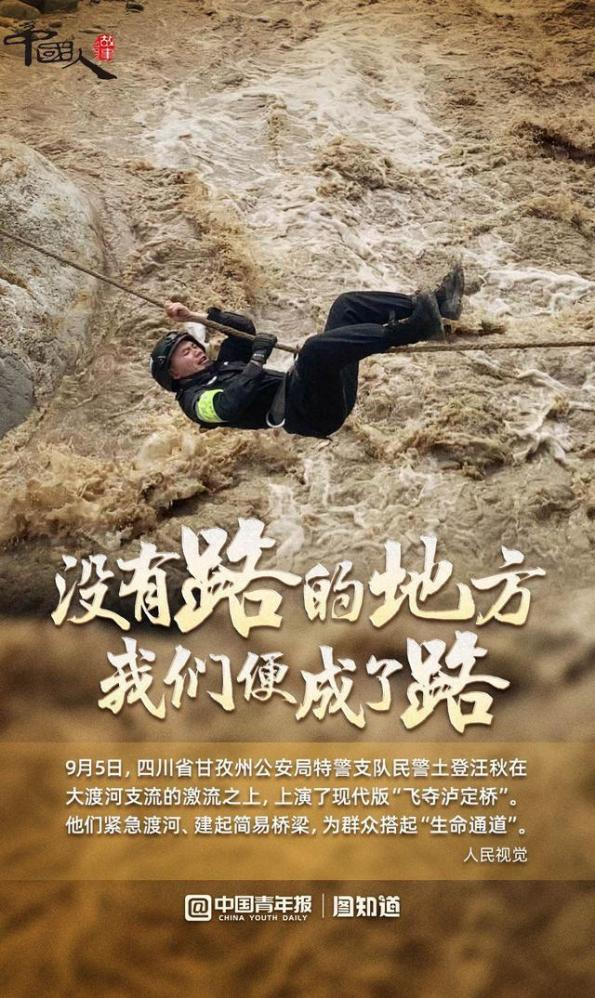 中國人
故事
没有路的地方
我们便成了路
9月5日，四川省甘孜州公安局特警支队民警土登汪秋在
大渡河支流的激流之上，上演了现代版“飞夺泸定桥”。
他们紧急渡河、建起简易桥梁，为群众搭起“生命通道”。
人民视觉
@中国青年报 | 图知道
CHINA YOUTH DAILY